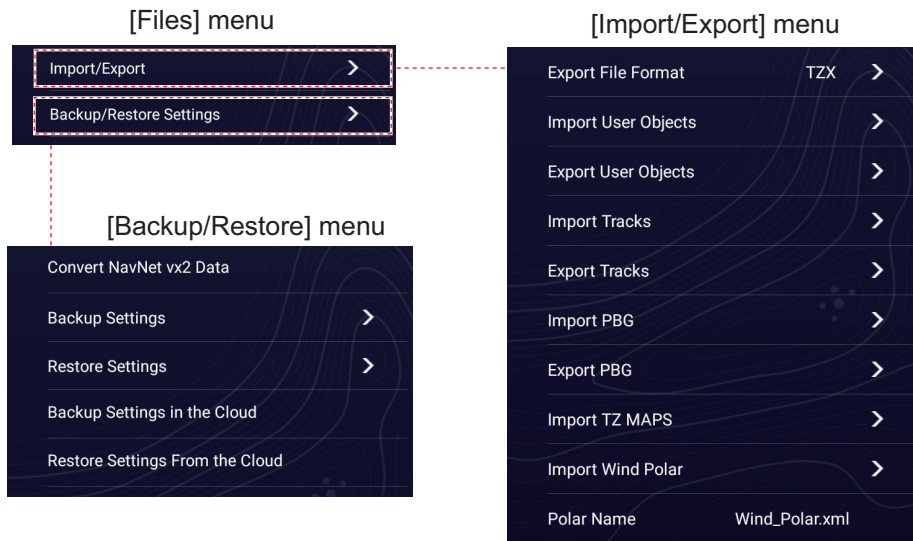 [Files] menu
Import/Export
Backup/Restore Settings
[Backup/Restore] menu
Convert NavNet vx2 Data
Backup Settings
Restore Settings
Backup Settings in the Cloud
Restore Settings From the Cloud
[Import/Export] menu
Export File Format TZX
Import User Objects
Export User Objects
Import Tracks
Export Tracks
Import PBG
Export PBG
Import TZ MAPS
Import Wind Polar
Polar Name Wind_Polar.xml